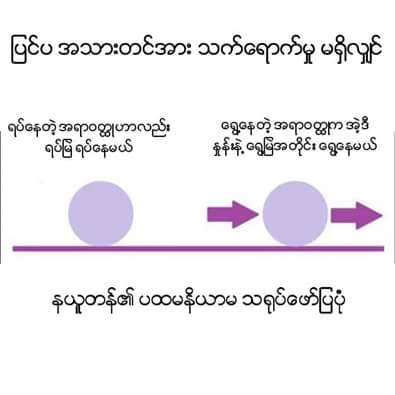 ပြင်ပ အသားတင်အား သက်ရောက်မှု မရှိလျှင်
ရပ်နေတဲ့ အရာဝတ္ထုဟာလည်း
ရပ်မြဲ ရပ်နေမယ်
ရွေ့နေတဲ့ အရာဝတ္ထုက အဲ့ဒီ
နှုန်းနဲ့ ရွေ့မြဲအတိုင်း ရွေ့နေမယ်
နယူတန်၏ ပထမနိယာမ သရုပ်ဖော်ပြပုံ